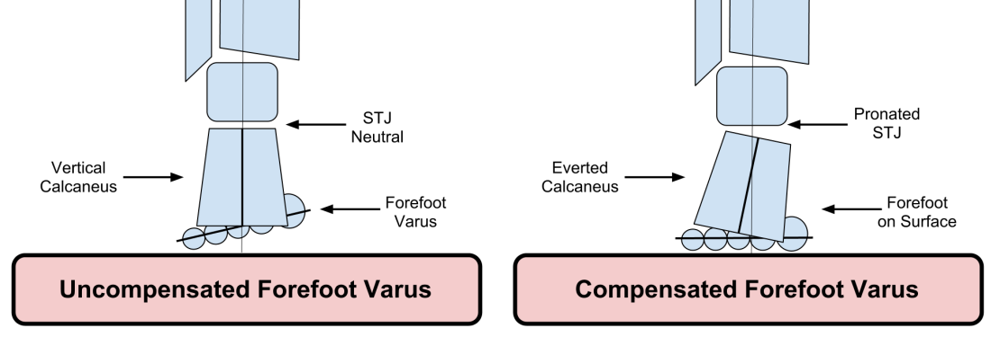 STJ
Neutral
Vertical
Calcaneus
Forefoot
Varus
Uncompensated Forefoot Varus
Pronated
STJ
Everted
Calcaneus
Forefoot
on Surface
Compensated Forefoot Varus